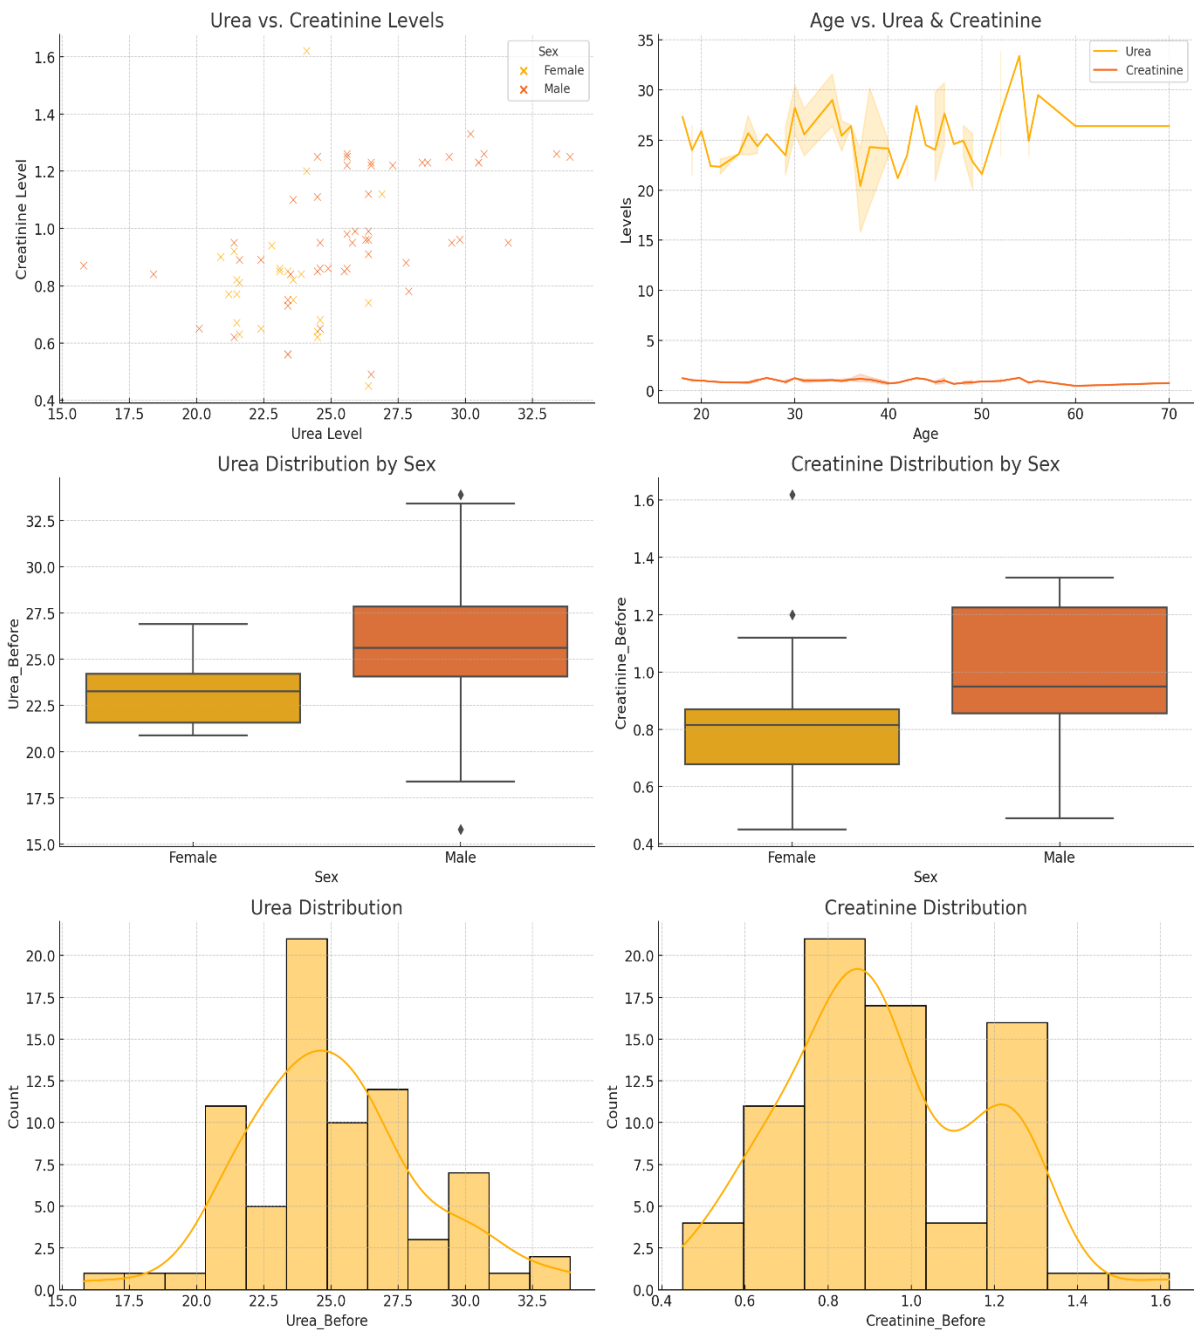 Urea vs. Creatinine Levels
Creatinine Level
1.6
1.4
1.2
1.0
0.8
0.6
0.4
Sex
Female
Male
15.0 17.5 20.0 22.5 25.0 27.5 30.0 32.5
Urea Level
Age vs. Urea & Creatinine
Levels
35
30
25
20
15
10
5
0
Urea
Creatinine
20 30 40 50 60 70
Age
Urea Distribution by Sex
Urea_Before
32.5
30.0
27.5
25.0
22.5
20.0
17.5
15.0
Female Male
Sex
Creatinine Distribution by Sex
Creatinine_Before
1.6
1.4
1.2
1.0
0.8
0.6
0.4
Female Male
Sex
Urea Distribution
Count
20.0
17.5
15.0
12.5
10.0
7.5
5.0
2.5
0.0
15.0 17.5 20.0 22.5 25.0 27.5 30.0 32.5
Urea_Before
Creatinine Distribution
Count
20.0
17.5
15.0
12.5
10.0
7.5
5.0
2.5
0.0
0.4 0.6 0.8 1.0 1.2 1.4 1.6
Creatinine_Before